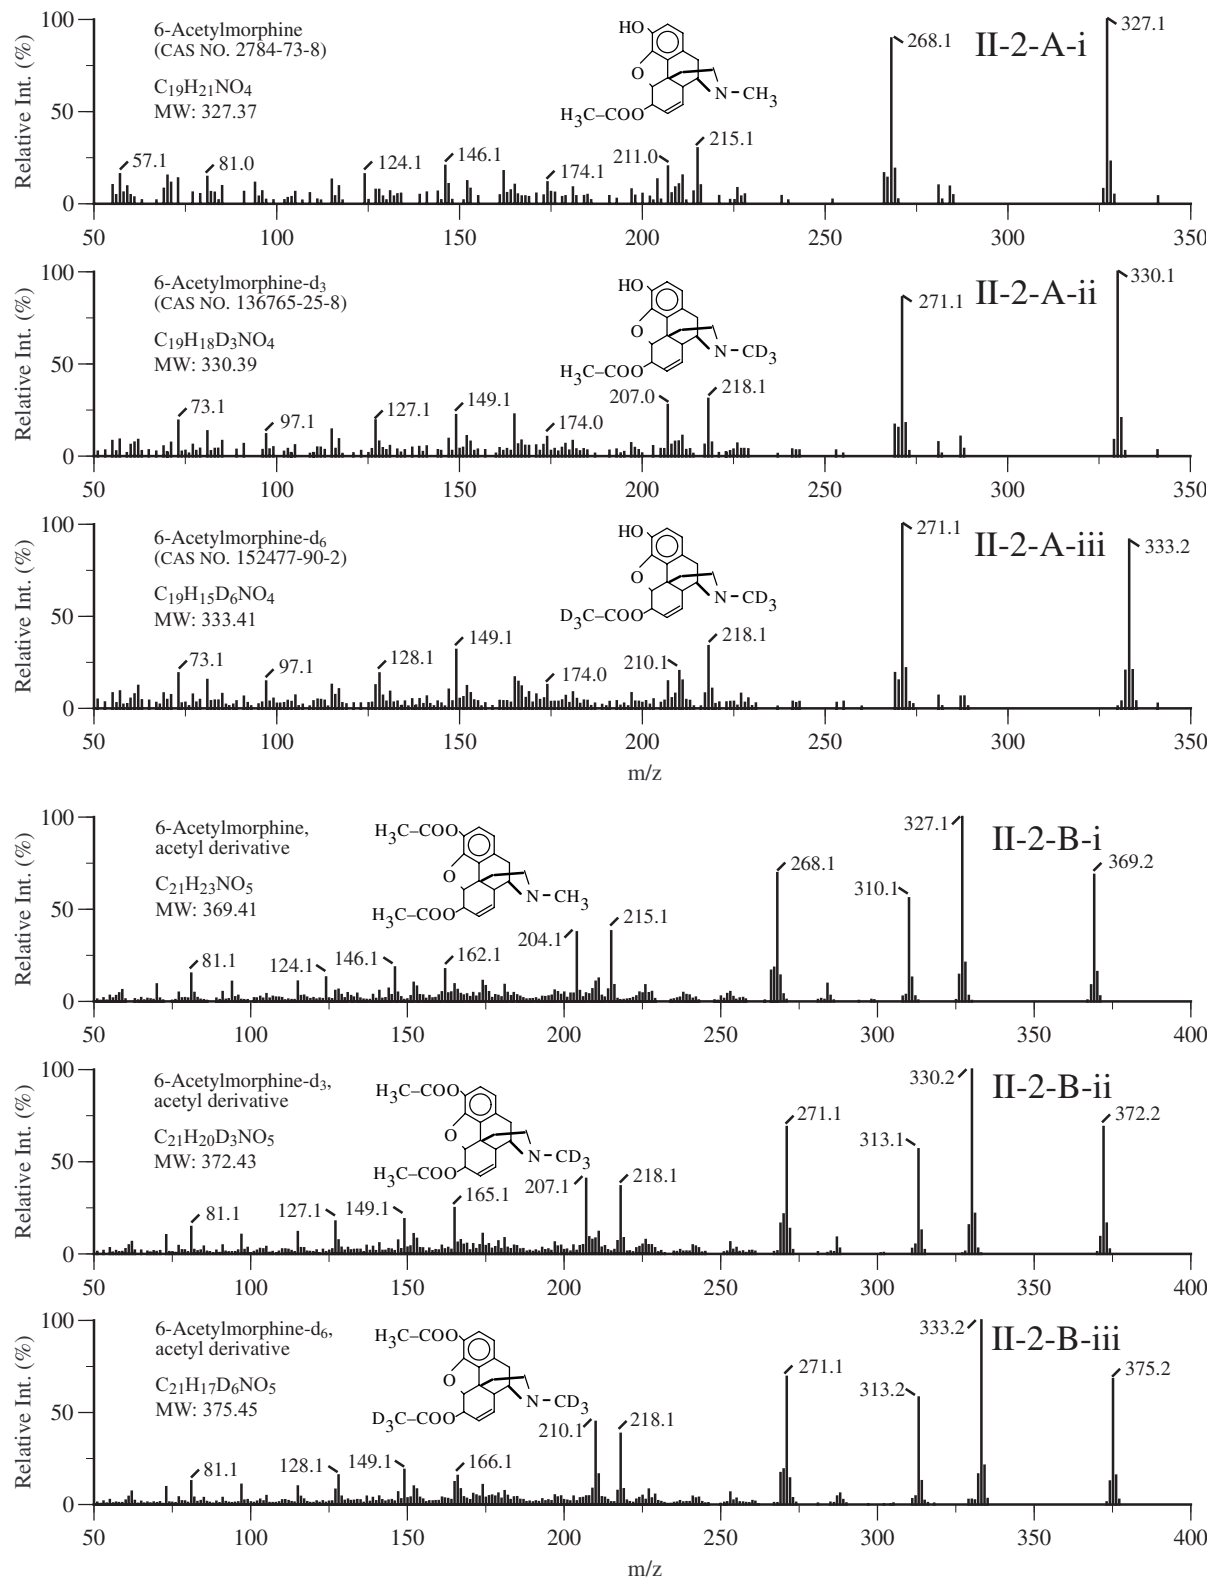 Relative Int. (%)
100
50
0
6-Acetylmorphine
(CAS NO. 2784-73-8)
C19H21NO4
MW: 327.37
HO
O
N–CH3
H3C–COO
II-2-A-i
57.1
81.0
124.1
146.1
174.1
211.0
215.1
268.1
327.1
50 100 150 200 250 300 350
Relative Int. (%)
100
50
0
6-Acetylmorphine-d3
(CAS NO. 136765-25-8)
C19H18D3NO4
MW: 330.39
HO
O
N–CD3
H3C–COO
II-2-A-ii
73.1
97.1
127.1
149.1
174.0
207.0
218.1
271.1
330.1
50 100 150 200 250 300 350
Relative Int. (%)
100
50
0
6-Acetylmorphine-d6
(CAS NO. 152477-90-2)
C19H15D6NO4
MW: 333.41
HO
O
N–CD3
D3C–COO
II-2-A-iii
73.1
97.1
128.1
149.1
174.0
210.1
218.1
271.1
333.2
50 100 150 200 250 300 350
m/z
Relative Int. (%)
100
50
0
6-Acetylmorphine,
acetyl derivative
C21H23NO5
MW: 369.41
H3C–COO
O
N–CH3
H3C–COO
II-2-B-i
81.1
124.1
146.1
162.1
204.1
215.1
268.1
310.1
327.1
369.2
50 100 150 200 250 300 350 400
Relative Int. (%)
100
50
0
6-Acetylmorphine-d3,
acetyl derivative
C21H20D3NO5
MW: 372.43
H3C–COO
O
N–CD3
H3C–COO
II-2-B-ii
81.1
127.1
149.1
165.1
207.1
218.1
271.1
313.1
330.2
372.2
50 100 150 200 250 300 350 400
Relative Int. (%)
100
50
0
6-Acetylmorphine-d6,
acetyl derivative
C21H17D6NO5
MW: 375.45
H3C–COO
O
N–CD3
D3C–COO
II-2-B-iii
81.1
128.1
149.1
166.1
210.1
218.1
271.1
313.2
333.2
375.2
50 100 150 200 250 300 350 400
m/z